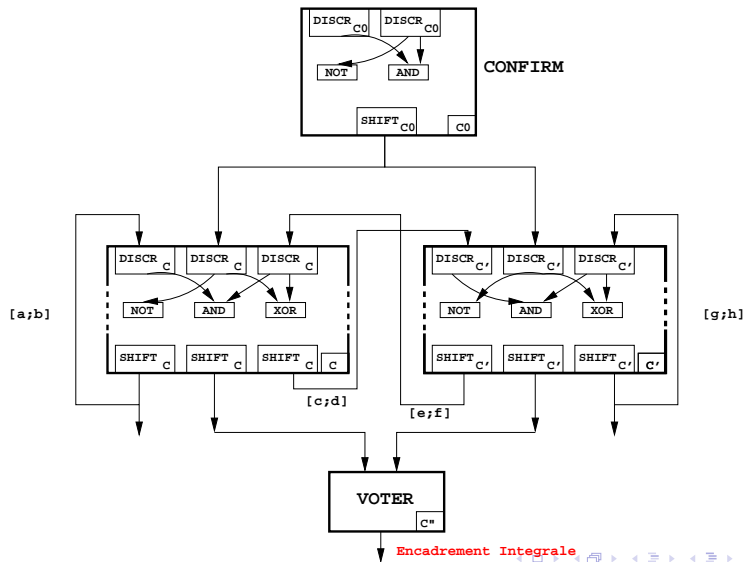 DISCR C0 DISCR C0
NOT AND
CONFIRM
SHIFT C0 C0
DISCR C DISCR C DISCR C
DISCR C' DISCR C' DISCR C'
[a;b]
NOT AND XOR
NOT AND XOR
[g;h]
SHIFT C SHIFT C SHIFT C C
SHIFT C' SHIFT C' SHIFT C' C'
[c;d]
[e;f]
VOTER
C"
Encadrement Integrale